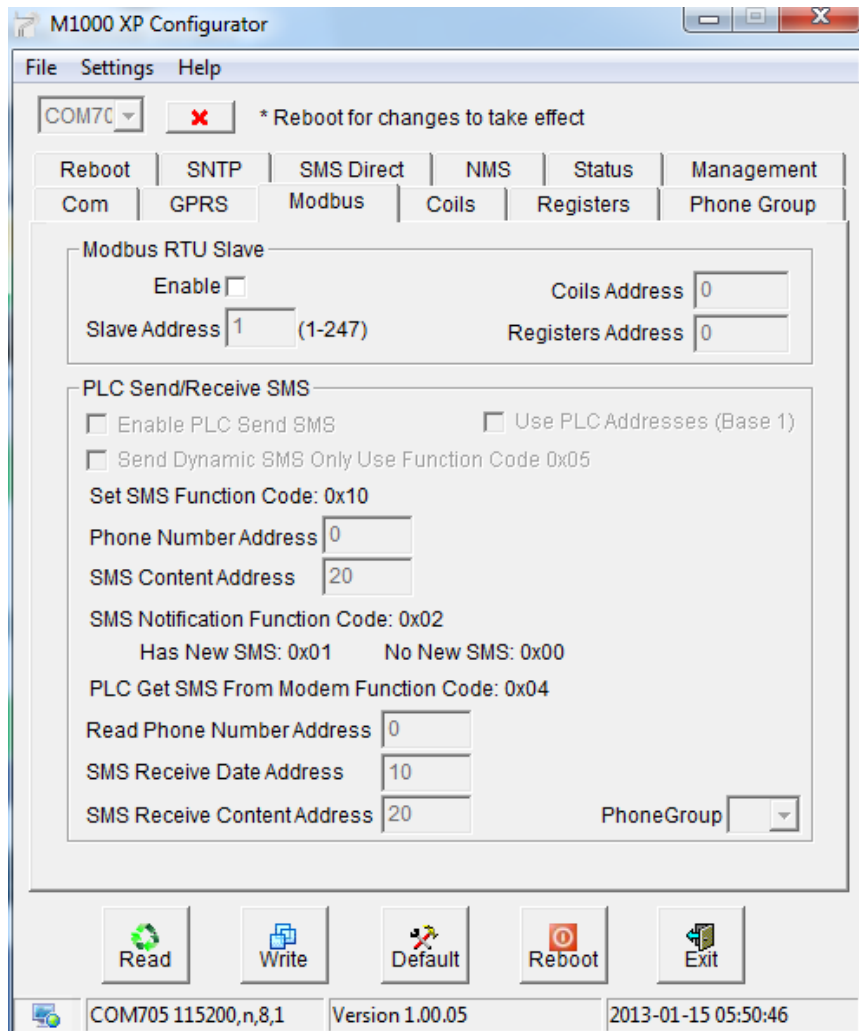 M1000 XP Configurator
File Settings Help
COM70 * Reboot for changes to take effect
Reboot SNTP SMS Direct NMS Status Management
Com GPRS Modbus Coils Registers Phone Group
Modbus RTU Slave
Enable Coils Address 0
Slave Address 1 (1-247) Registers Address 0
PLC Send/Receive SMS
Enable PLC Send SMS Use PLC Addresses (Base 1)
Send Dynamic SMS Only Use Function Code 0x05
Set SMS Function Code: 0x10
Phone Number Address 0
SMS Content Address 20
SMS Notification Function Code: 0x02
Has New SMS: 0x01 No New SMS: 0x00
PLC Get SMS From Modem Function Code: 0x04
Read Phone Number Address 0
SMS Receive Date Address 10
SMS Receive Content Address 20 PhoneGroup
Read Write Default Reboot Exit
COM705 115200,n,8,1 Version 1.00.05 2013-01-15 05:50:46